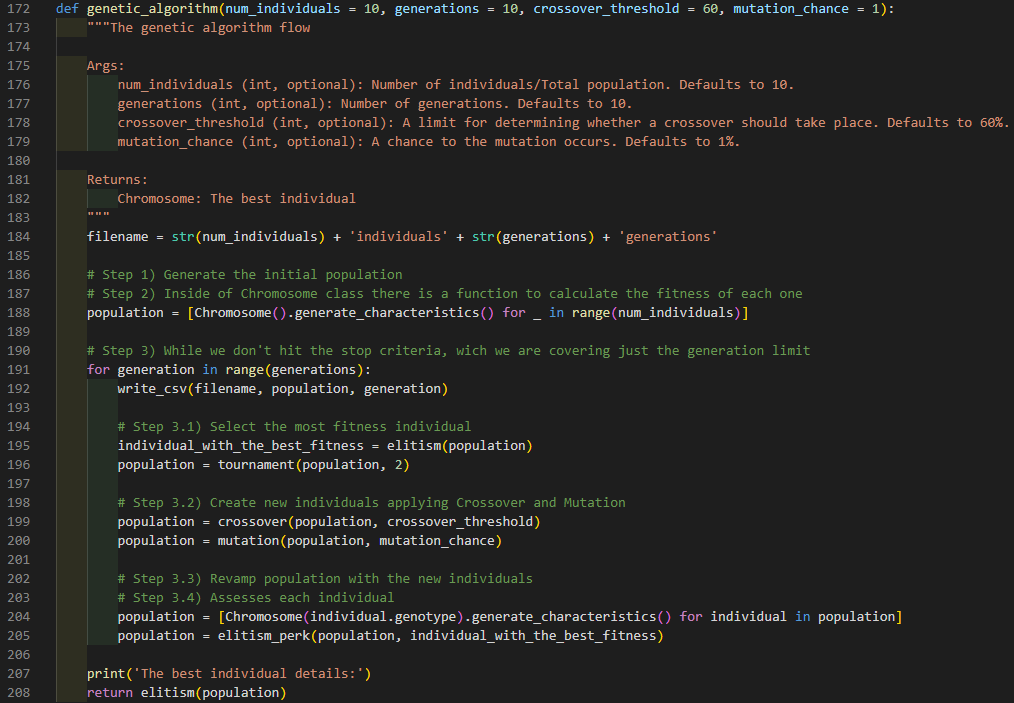 172 def genetic_algorithm(num_individuals = 10, generations = 10, crossover_threshold = 60, mutation_chance = 1):
173     """The genetic algorithm flow
174
175     Args:
176         num_individuals (int, optional): Number of individuals/Total population. Defaults to 10.
177         generations (int, optional): Number of generations. Defaults to 10.
178         crossover_threshold (int, optional): A limit for determining whether a crossover should take place. Defaults to 60%.
179         mutation_chance (int, optional): A chance to the mutation occurs. Defaults to 1%.
180
181     Returns:
182         Chromosome: The best individual
183     """
184     filename = str(num_individuals) + 'individuals' + str(generations) + 'generations'
185
186     # Step 1) Generate the initial population
187     # Step 2) Inside of Chromosome class there is a function to calculate the fitness of each one
188     population = [Chromosome().generate_characteristics() for _ in range(num_individuals)]
189
190     # Step 3) While we don't hit the stop criteria, wich we are covering just the generation limit
191     for generation in range(generations):
192         write_csv(filename, population, generation)
193
194         # Step 3.1) Select the most fitness individual
195         individual_with_the_best_fitness = elitism(population)
196         population = tournament(population, 2)
197
198         # Step 3.2) Create new individuals applying Crossover and Mutation
199         population = crossover(population, crossover_threshold)
200         population = mutation(population, mutation_chance)
201
202         # Step 3.3) Revamp population with the new individuals
203         # Step 3.4) Assesses each individual
204         population = [Chromosome(individual.genotype).generate_characteristics() for individual in population]
205         population = elitism_perk(population, individual_with_the_best_fitness)
206
207     print('The best individual details:')
208     return elitism(population)